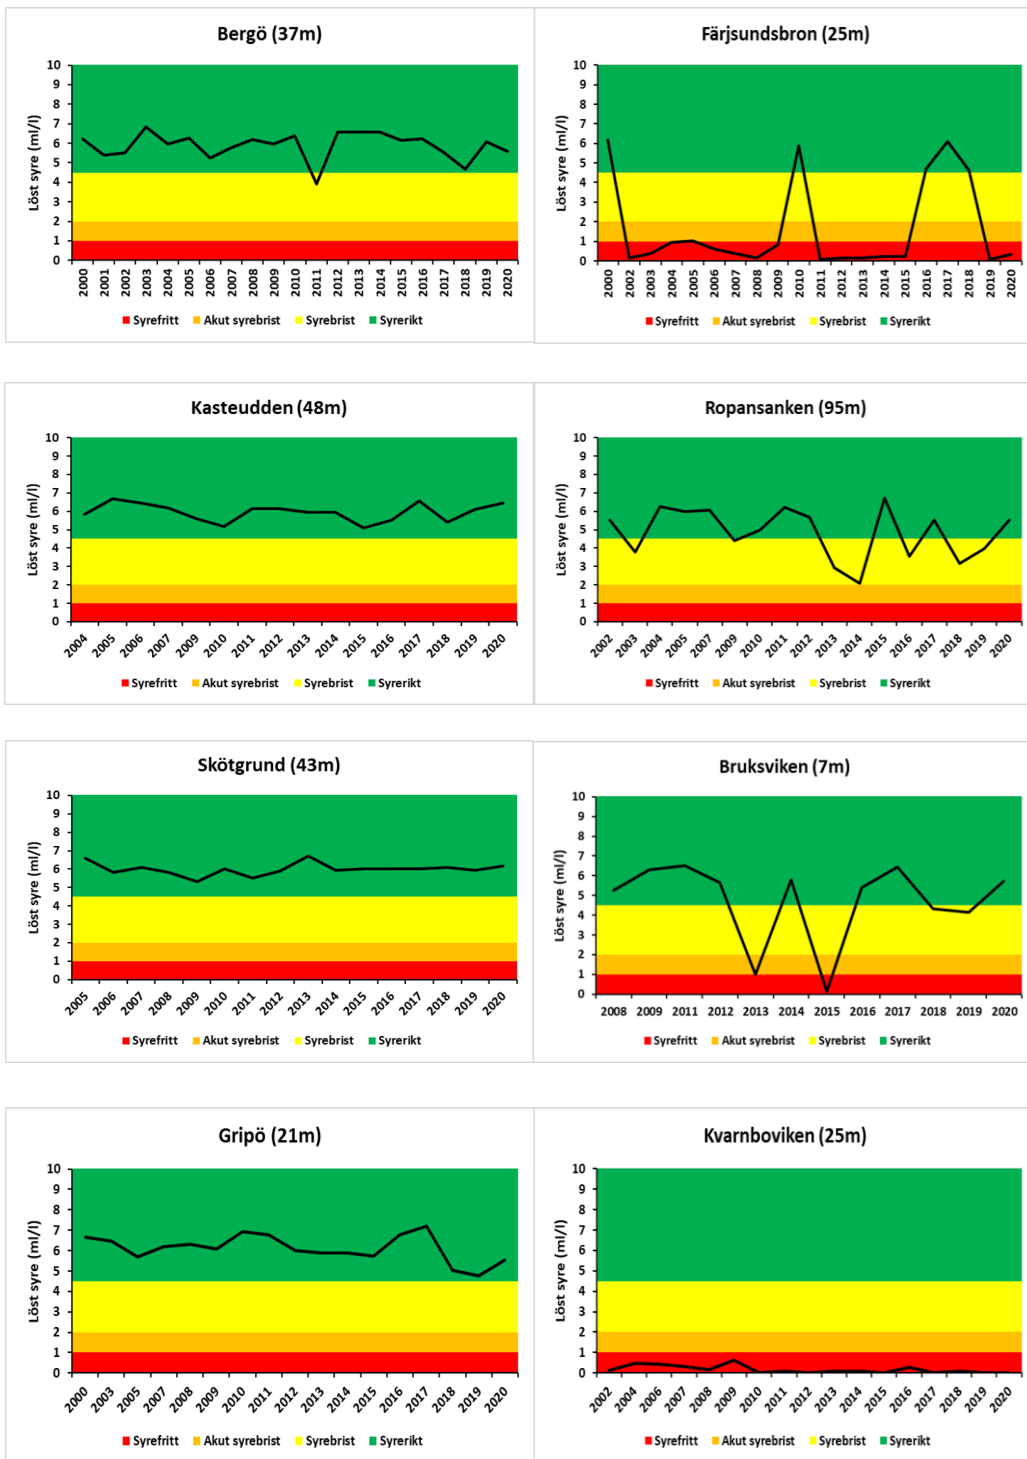 Bergö (37m)
Löst syre (ml/l)
10
9
8
7
6
5
4
3
2
1
0
2000 2001 2002 2003 2004 2005 2006 2007 2008 2009 2010 2011 2012 2013 2014 2015 2016 2017 2018 2019 2020
Syrefritt Akut syrebrist Syrebrist Syrerikt
Färjsundsbron (25m)
Löst syre (ml/l)
10
9
8
7
6
5
4
3
2
1
0
2000 2002 2003 2004 2005 2006 2007 2008 2009 2010 2011 2012 2013 2014 2015 2016 2017 2018 2019 2020
Syrefritt Akut syrebrist Syrebrist Syrerikt
Kasteudden (48m)
Löst syre (ml/l)
10
9
8
7
6
5
4
3
2
1
0
2004 2005 2006 2007 2009 2010 2011 2012 2013 2014 2015 2016 2017 2018 2019 2020
Syrefritt Akut syrebrist Syrebrist Syrerikt
Ropansanken (95m)
Löst syre (ml/l)
10
9
8
7
6
5
4
3
2
1
0
2002 2003 2004 2005 2007 2009 2010 2011 2012 2013 2014 2015 2016 2017 2018 2019 2020
Syrefritt Akut syrebrist Syrebrist Syrerikt
Skötgrund (43m)
Löst syre (ml/l)
10
9
8
7
6
5
4
3
2
1
0
2005 2006 2007 2008 2009 2010 2011 2012 2013 2014 2015 2016 2017 2018 2019 2020
Syrefritt Akut syrebrist Syrebrist Syrerikt
Bruksviken (7m)
Löst syre (ml/l)
10
9
8
7
6
5
4
3
2
1
0
2008 2009 2011 2012 2013 2014 2015 2016 2017 2018 2019 2020
Syrefritt Akut syrebrist Syrebrist Syrerikt
Gripö (21m)
Löst syre (ml/l)
10
9
8
7
6
5
4
3
2
1
0
2000 2003 2005 2007 2008 2009 2010 2011 2012 2013 2014 2015 2016 2017 2018 2019 2020
Syrefritt Akut syrebrist Syrebrist Syrerikt
Kvarnboviken (25m)
Löst syre (ml/l)
10
9
8
7
6
5
4
3
2
1
0
2002 2004 2006 2007 2008 2009 2010 2011 2012 2013 2014 2015 2016 2017 2018 2019 2020
Syrefritt Akut syrebrist Syrebrist Syrerikt